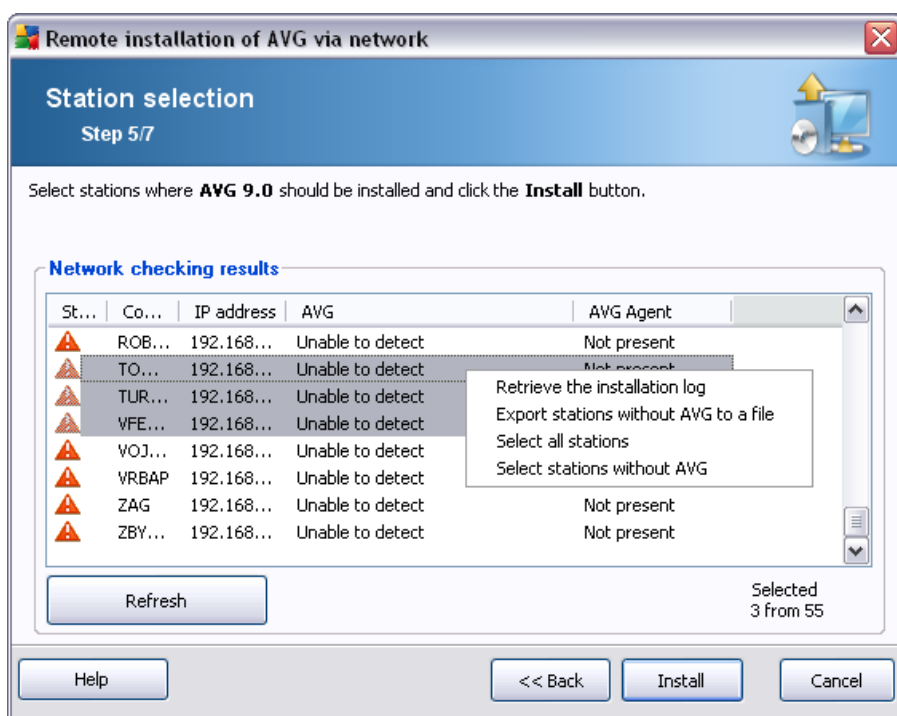 Remote installation of AVG via network
Station selection
Step 5/7
Select stations where AVG 9.0 should be installed and click the Install button.
Network checking results
St... Co... IP address AVG AVG Agent
ROB... 192.168... Unable to detect Not present
TO... 192.168... Unable to detect Not present
TUR... 192.168... Unable to detect
VFE... 192.168... Unable to detect
VOJ... 192.168... Unable to detect
VRBAP 192.168... Unable to detect
ZAG 192.168... Unable to detect Not present
ZBY... 192.168... Unable to detect Not present
Retrieve the installation log
Export stations without AVG to a file
Select all stations
Select stations without AVG
Refresh
Selected
3 from 55
Help << Back Install Cancel